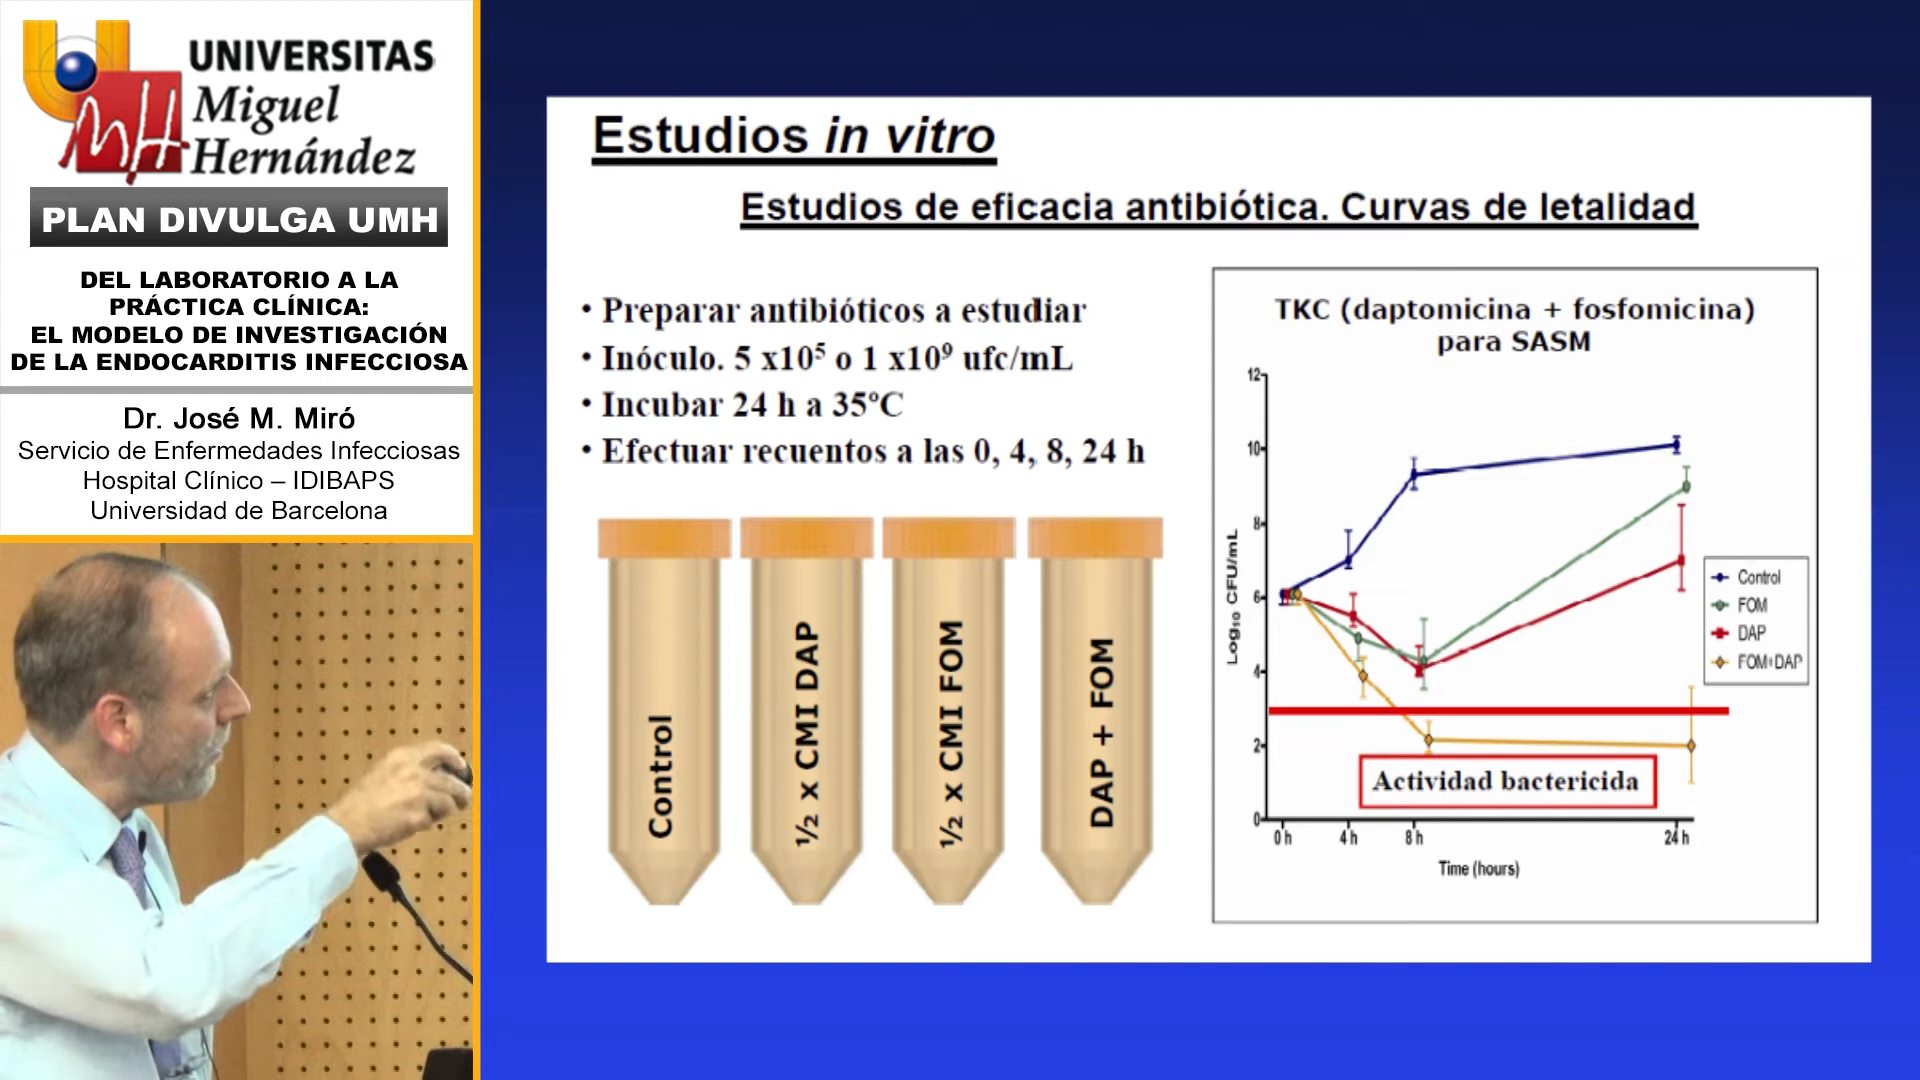 UNIVERSITAS
Miguel
Hernández
PLAN DIVULGA UMH
DEL LABORATORIO A LA
PRÁCTICA CLÍNICA:
EL MODELO DE INVESTIGACIÓN
DE LA ENDOCARDITIS INFECCIOSA
Dr. José M. Miró
Servicio de Enfermedades Infecciosas
Hospital Clínico – IDIBAPS
Universidad de Barcelona
Estudios in vitro
Estudios de eficacia antibiótica. Curvas de letalidad
• Preparar antibióticos a estudiar
• Inóculo. 5 x10⁵ o 1 x10⁹ ufc/mL
• Incubar 24 h a 35ºC
• Efectuar recuentos a las 0, 4, 8, 24 h
Control
½ x CMI DAP
½ x CMI FOM
DAP + FOM
TKC (daptomicina + fosfomicina)
para SASM
Log₁₀ CFU/mL
12
10
8
6
4
2
0
0 h
4 h
8 h
24 h
Time (hours)
Control
FOM
DAP
FOM+DAP
Actividad bactericida